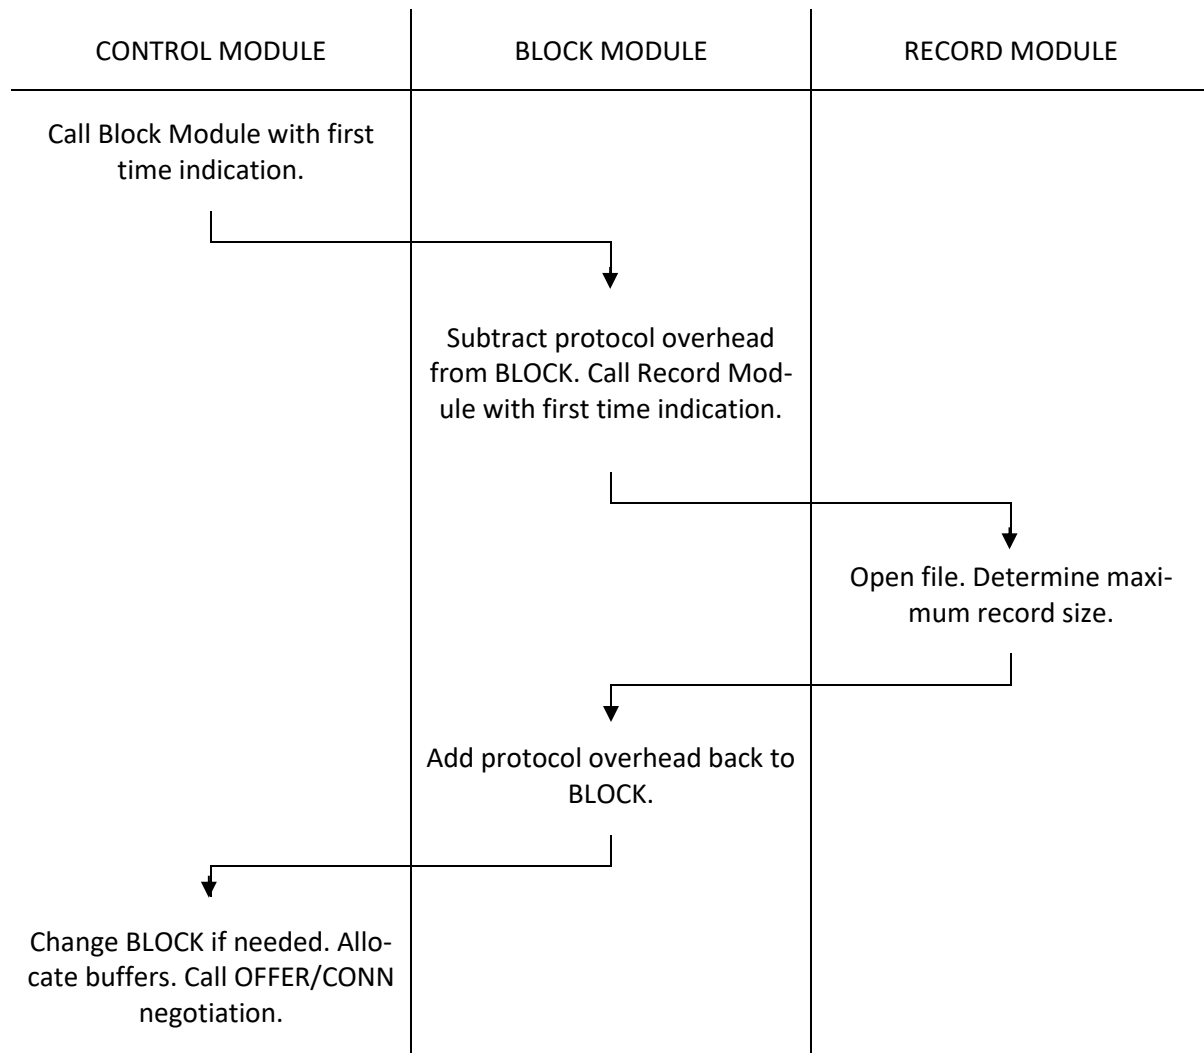 CONTROL MODULE
BLOCK MODULE
RECORD MODULE
Call Block Module with first
time indication.
Subtract protocol overhead
from BLOCK. Call Record Mod-
ule with first time indication.
Open file. Determine maxi-
mum record size.
Add protocol overhead back to
BLOCK.
Change BLOCK if needed. Allo-
cate buffers. Call OFFER/CONN
negotiation.